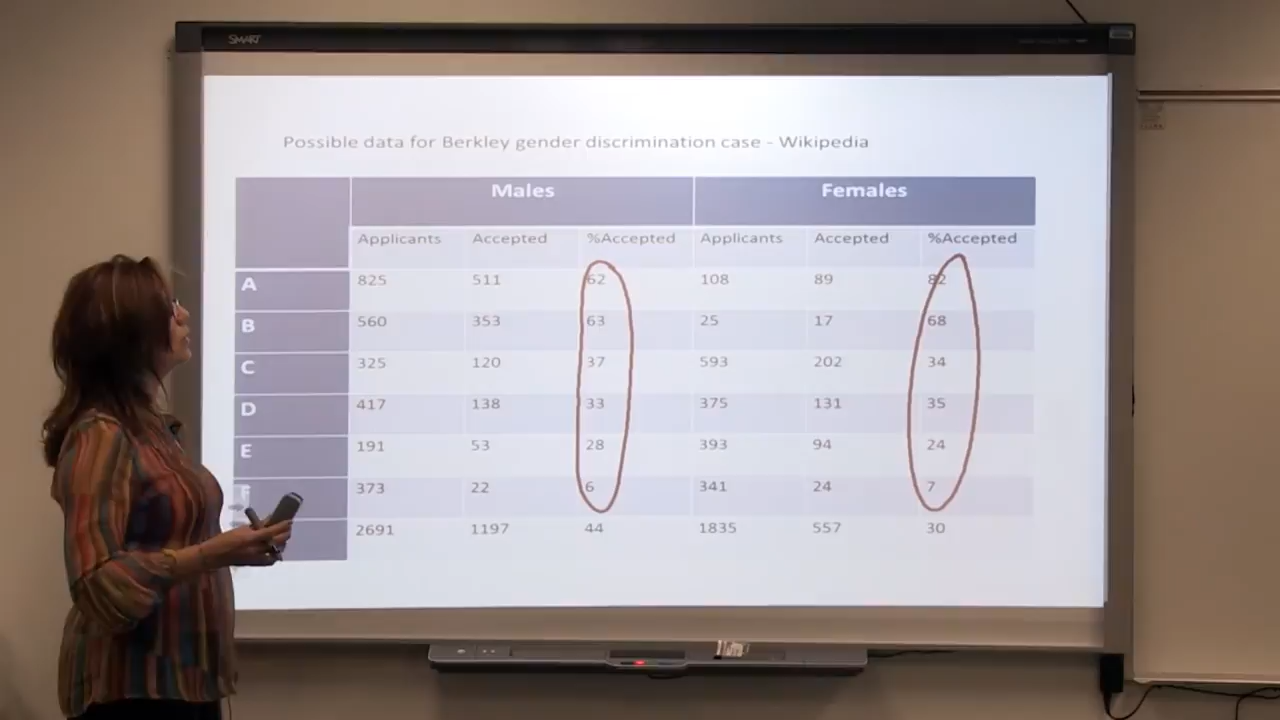 SMART
Possible data for Berkley gender discrimination case - Wikipedia
Males Females
Applicants Accepted %Accepted Applicants Accepted %Accepted
A 825 511 62 108 89 82
B 560 353 63 25 17 68
C 325 120 37 593 202 34
D 417 138 33 375 131 35
E 191 53 28 393 94 24
F 373 22 6 341 24 7
2691 1197 44 1835 557 30